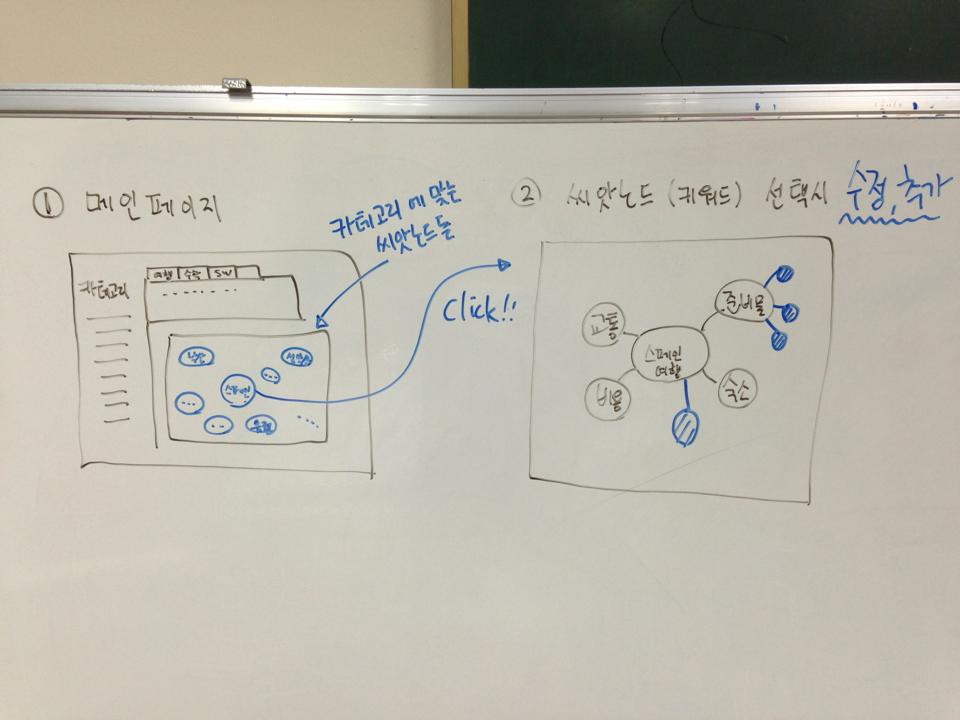 ① 메인페이지
카테고리에 맞는
씨앗노드들
카테고리
여행 수학 SW
스페인
Click!!
② 씨앗노드 (키워드) 선택시 수정, 추가
교통
준비물
스페인
여행
비용
숙소